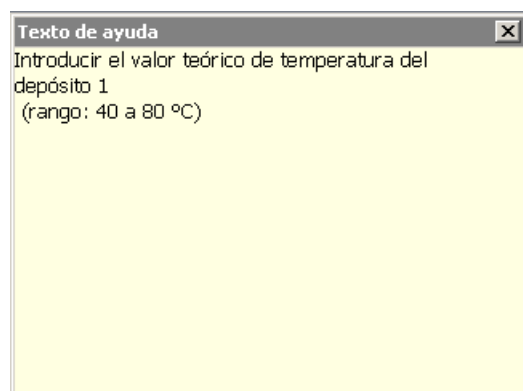 Texto de ayuda
Introducir el valor teórico de temperatura del
depósito 1
(rango: 40 a 80 ºC)